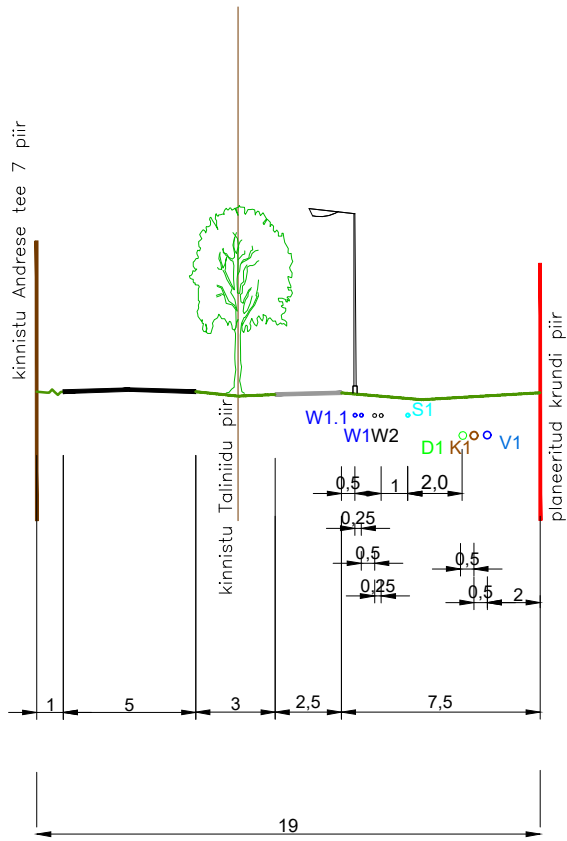 kinnistu Andrese tee 7 piir
kinnistu Taliniidu piir
planeeritud krundi piir
W1.1
S1
W1
W2
D1
K1
V1
0,5
1
2,0
0,25
0,5
0,25
0,5
0,5
2
1
5
3
2,5
7,5
19